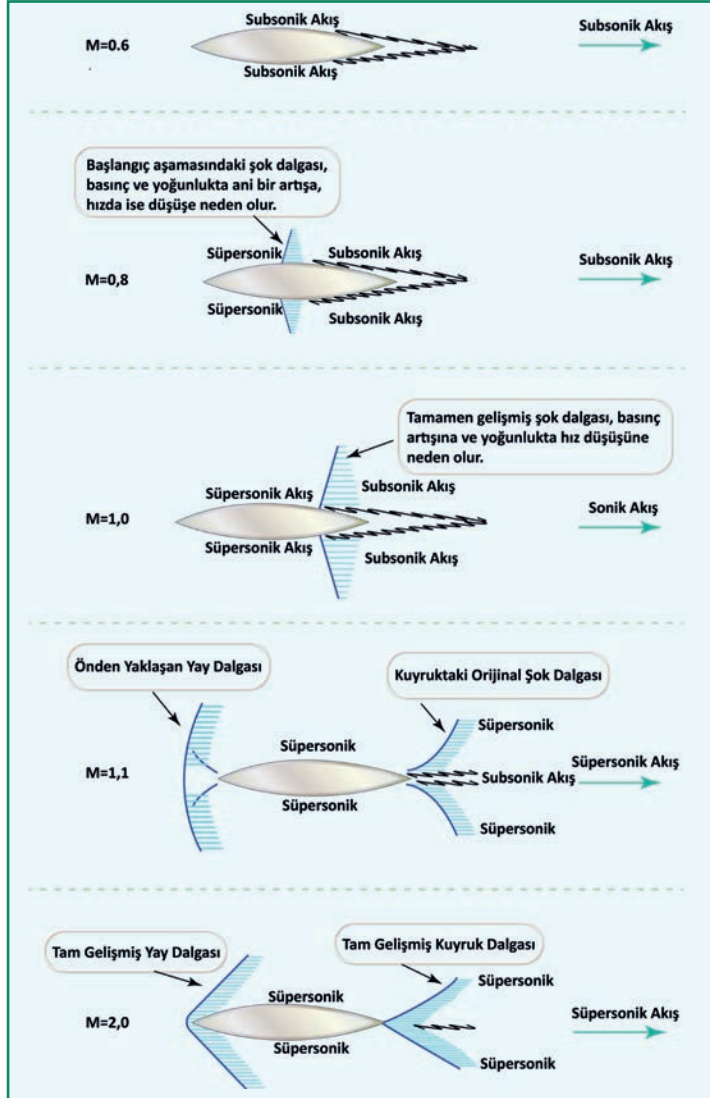 Subsonik Akış
M=0.6
Subsonik Akış
Subsonik Akış
Başlangıç aşamasındaki şok dalgası,
basınç ve yoğunlukta ani bir artışa,
hızda ise düşüşe neden olur.
Süpersonik
Subsonik Akış
M=0,8
Süpersonik
Subsonik Akış
Subsonik Akış
Tamamen gelişmiş şok dalgası, basınç
artışına ve yoğunlukta hız düşüşüne
neden olur.
Süpersonik Akış
Subsonik Akış
M=1,0
Süpersonik Akış
Subsonik Akış
Sonik Akış
Önden Yaklaşan Yay Dalgası
Kuyruktaki Orijinal Şok Dalgası
Süpersonik
Süpersonik
M=1,1
Subsonik Akış
Süpersonik Akış
Süpersonik
Süpersonik
Tam Gelişmiş Yay Dalgası
Tam Gelişmiş Kuyruk Dalgası
Süpersonik
Süpersonik
M=2,0
Süpersonik Akış
Süpersonik
Süpersonik